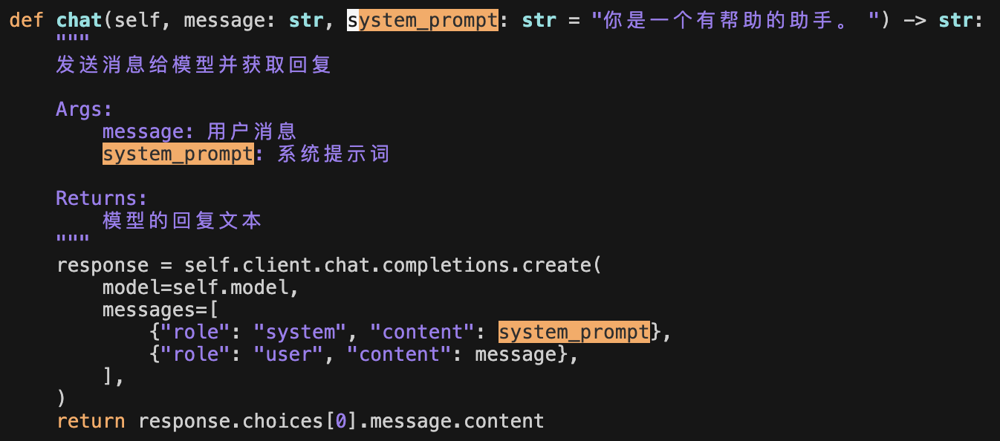 def chat(self, message: str, system_prompt: str = "你是一个有帮助的助手。 ") -> str:
    """
    发送消息给模型并获取回复

    Args:
        message: 用户消息
        system_prompt: 系统提示词

    Returns:
        模型的回复文本
    """
    response = self.client.chat.completions.create(
        model=self.model,
        messages=[
            {"role": "system", "content": system_prompt},
            {"role": "user", "content": message},
        ],
    )
    return response.choices[0].message.content